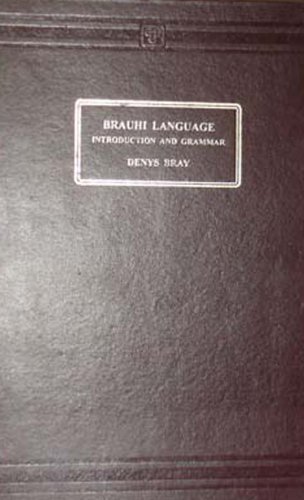 BRAUHI LANGUAGE
INTRODUCTION AND GRAMMAR
DENYS BRAY